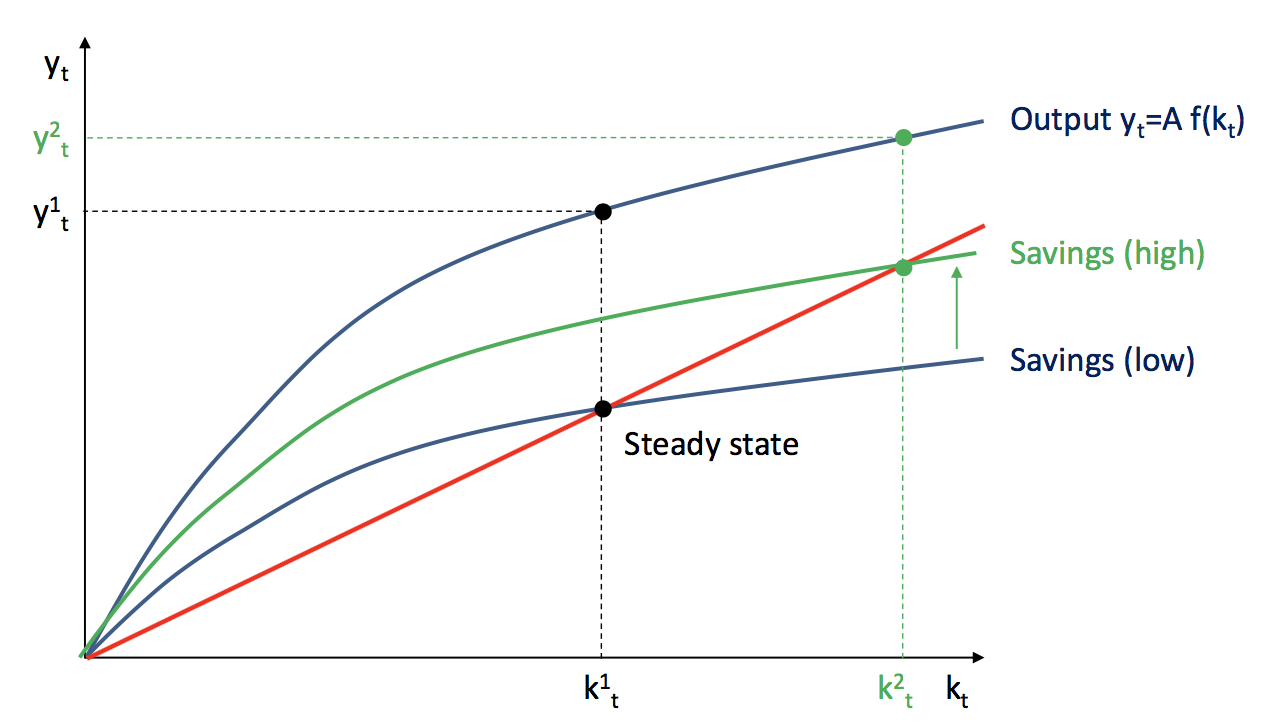 yₜ
y²ₜ
y¹ₜ
Output yₜ=A f(kₜ)
Savings (high)
Savings (low)
Steady state
k¹ₜ
k²ₜ
kₜ